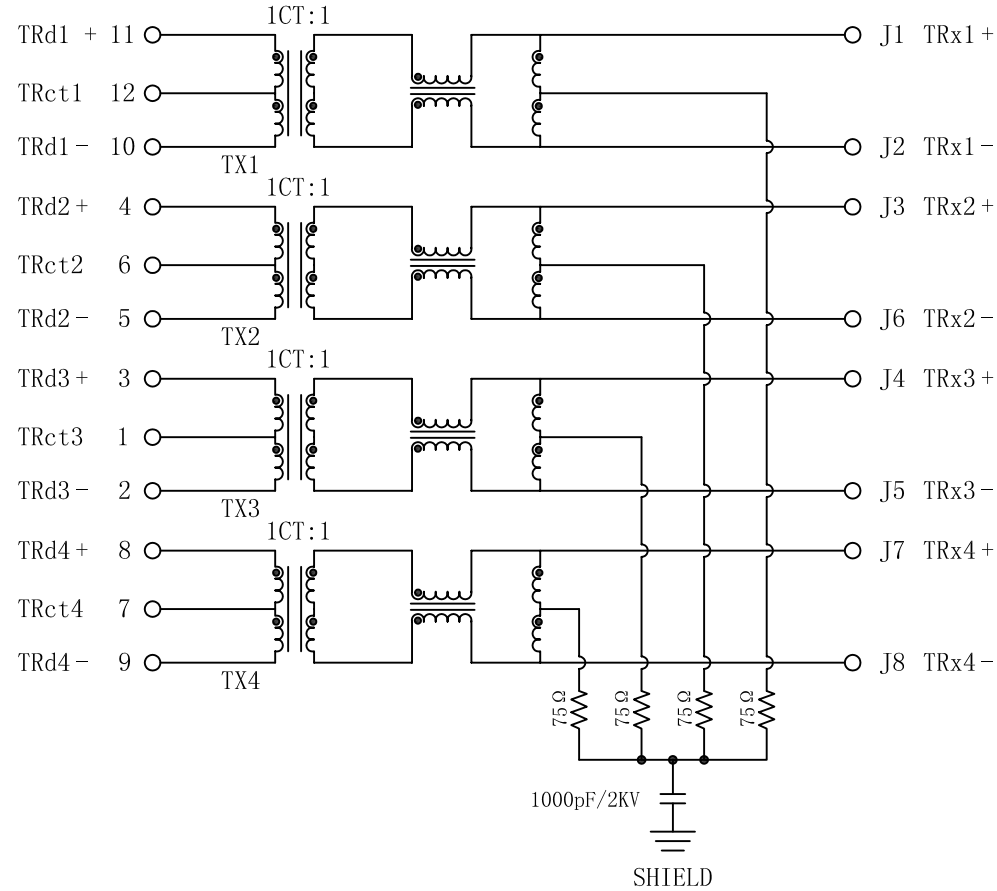 1CT:1
TRd1 + 11 J1 TRx1+
TRct1 12
TRd1- 10 J2 TRx1-
TX1
1CT:1
TRd2+ 4 J3 TRx2+
TRct2 6
TRd2- 5 J6 TRx2-
TX2
1CT:1
TRd3+ 3 J4 TRx3+
TRct3 1
TRd3- 2 J5 TRx3-
TX3
1CT:1
TRd4+ 8 J7 TRx4+
TRct4 7
TRd4- 9 J8 TRx4-
TX4
75Ω 75Ω 75Ω 75Ω
1000pF/2KV
SHIELD